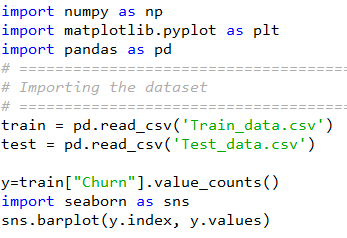 import numpy as np
import matplotlib.pyplot as plt
import pandas as pd
# ===================================
# Importing the dataset
# ===================================
train = pd.read_csv('Train_data.csv')
test = pd.read_csv('Test_data.csv')
y=train["Churn"].value_counts()
import seaborn as sns
sns.barplot(y.index, y.values)